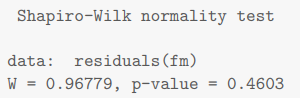 Shapiro-Wilk normality test
data:  residuals(fm)
W = 0.96779, p-value = 0.4603